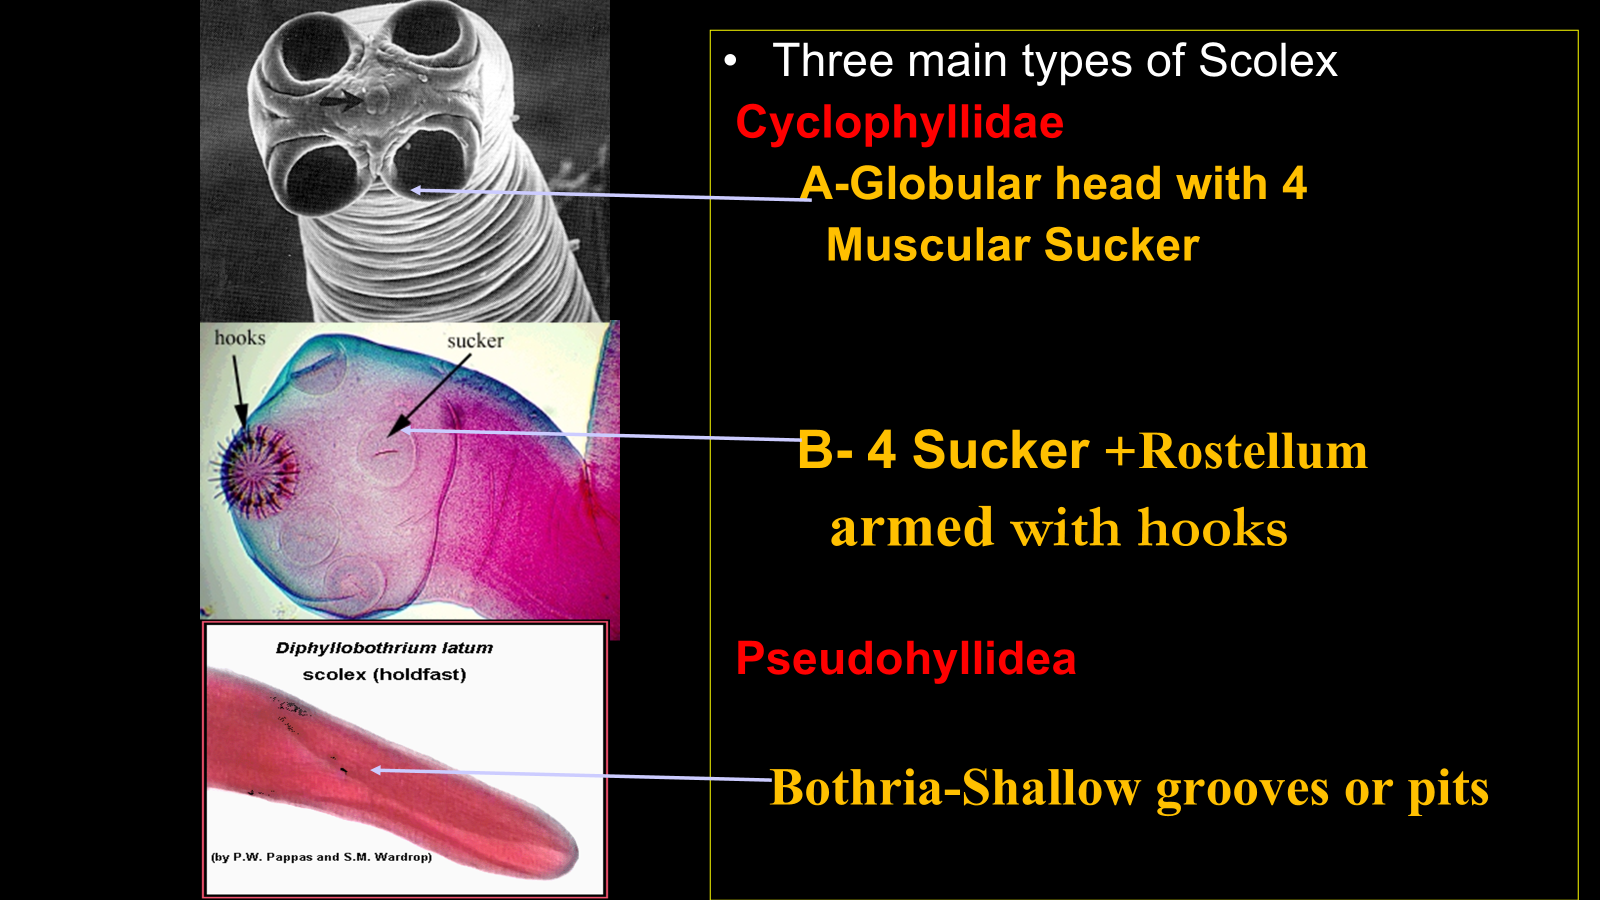 • Three main types of Scolex
Cyclophyllidae
A-Globular head with 4
Muscular Sucker
hooks
sucker
B- 4 Sucker +Rostellum
armed with hooks
Diphyllobothrium latum
scolex (holdfast)
(by P.W. Pappas and S.M. Wardrop)
Pseudohyllidea
Bothria-Shallow grooves or pits